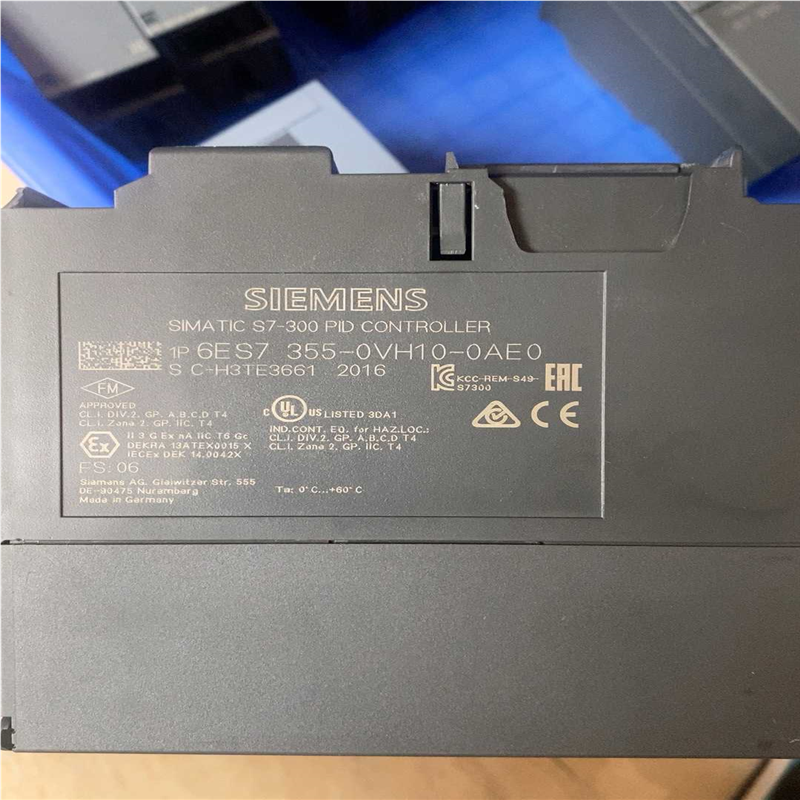 SIEMENS
SIMATIC S7-300 PID CONTROLLER
1P 6ES7 355-0VH10-0AE0
S C-H3TE3661 2016
KCC-REM-S49-
S7300
EAC
FM
APPROVED
CL.I, DIV.2, GP. A,B,C,D T4
CL.I, Zone 2, GP. IIC, T4
c UL US LISTED 3DA1
IND.CONT. EQ. for HAZ.LOC.:
CL.I, DIV.2, GP. A,B,C,D T4
CL.I, Zone 2, GP. IIC, T4
CE
Ex
II 3 G Ex nA IIC T6 Gc
DEKRA 13ATEX0015 X
IECEx DEK 14.0042X
FS: 06
Siemens AG, Gleiwitzer Str. 555
DE-90475 Nuremberg
Made in Germany
Ta: 0°C...+60°C